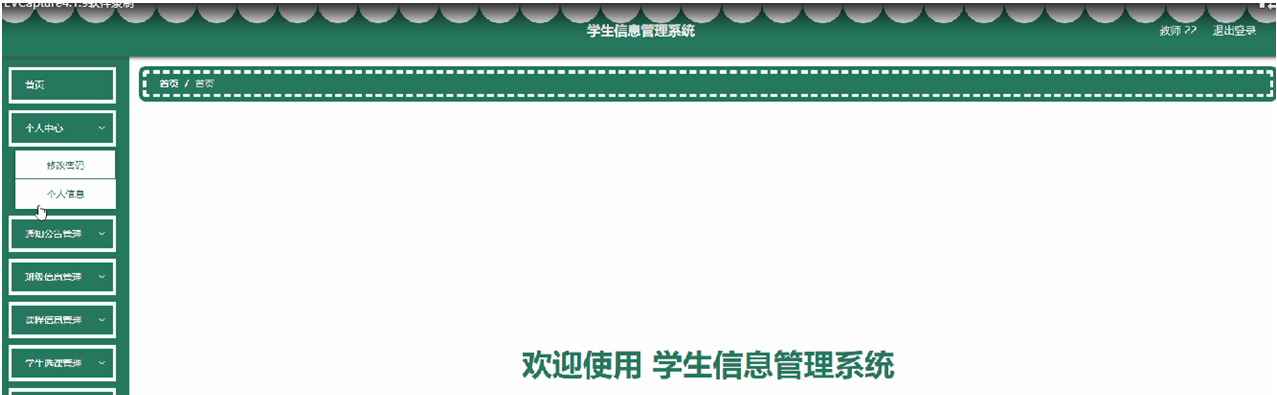 EVCapture4.1.9软件录制
学生信息管理系统
教师 22 退出登录
首页
首页 / 首页
个人中心
修改密码
个人信息
通知公告管理
班级信息管理
课程信息管理
学生选课管理
欢迎使用 学生信息管理系统